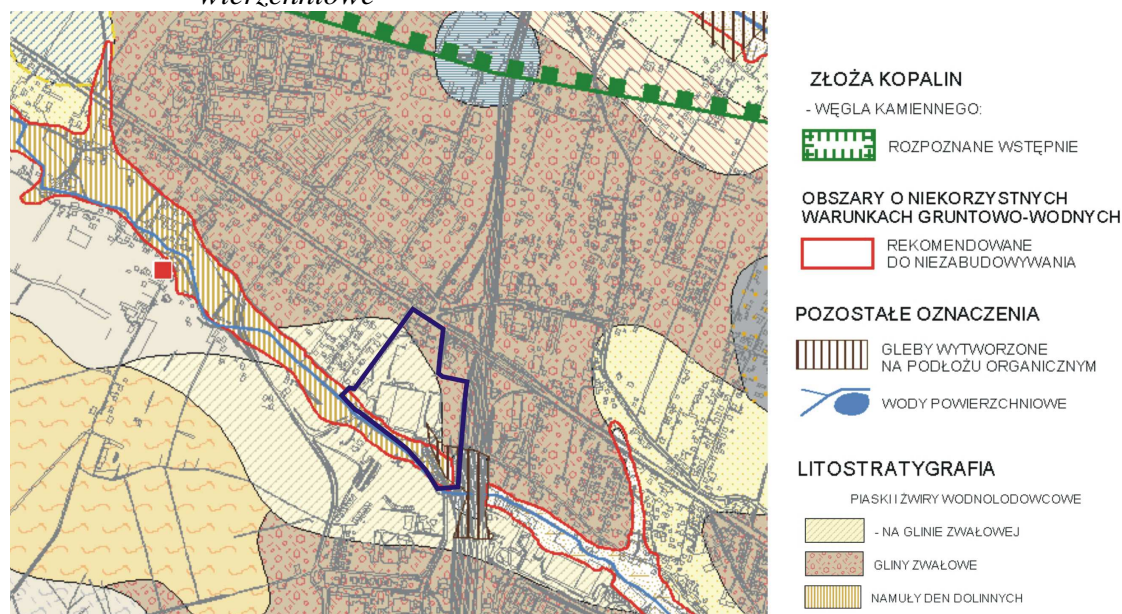 wierzchniowe
ZŁOŻA KOPALIN
- WĘGLA KAMIENNEGO:
ROZPOZNANE WSTĘPNIE
OBSZARY O NIEKORZYSTNYCH
WARUNKACH GRUNTOWO-WODNYCH
REKOMENDOWANE
DO NIEZABUDOWYWANIA
POZOSTAŁE OZNACZENIA
GLEBY WYTWORZONE
NA PODŁOŻU ORGANICZNYM
WODY POWIERZCHNIOWE
LITOSTRATYGRAFIA
PIASKI I ŻWIRY WODNOLODOWCOWE
- NA GLINIE ZWAŁOWEJ
GLINY ZWAŁOWE
NAMUŁY DEN DOLINNYCH